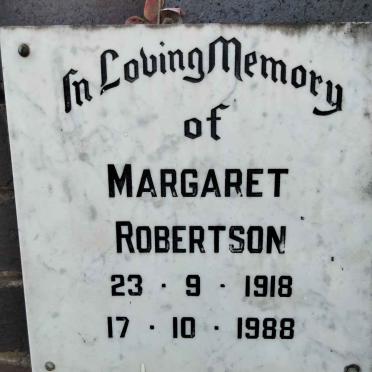 In Loving Memory
of
MARGARET
ROBERTSON
23 · 9 · 1918
17 · 10 · 1988